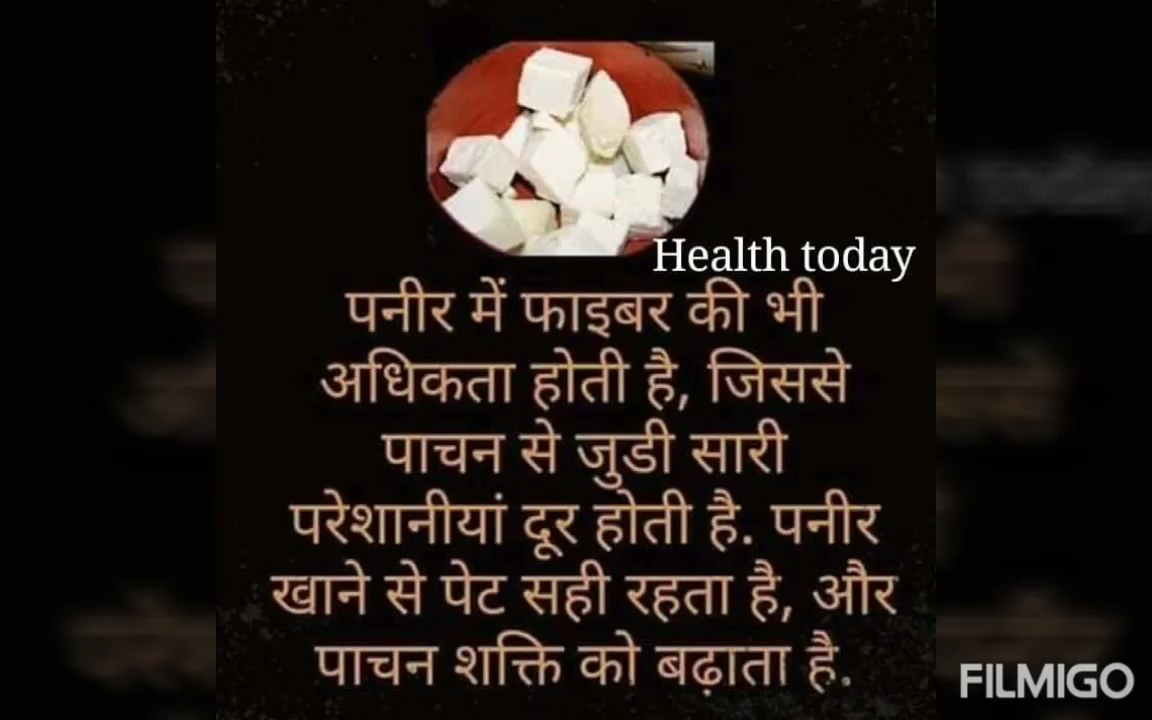 Health today
पनीर में फाइबर की भी
अधिकता होती है, जिससे
पाचन से जुडी सारी
परेशानीयां दूर होती है. पनीर
खाने से पेट सही रहता है, और
पाचन शक्ति को बढ़ाता है.
FILMIGO